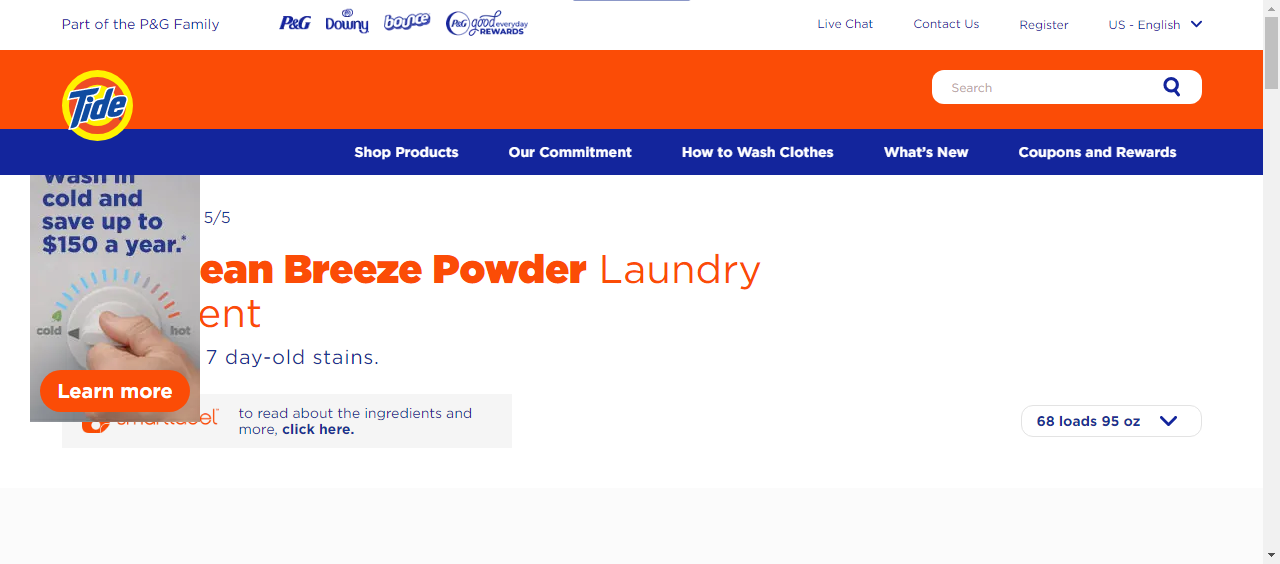 Part of the P&G Family
P&G
Downy
bounce
P&G good everyday
REWARDS
Live Chat
Contact Us
Register
US - English
Tide
Search
Shop Products
Our Commitment
How to Wash Clothes
What's New
Coupons and Rewards
Wash in
cold and
save up to
$150 a year.*
cold
hot
Learn more
5/5
ean Breeze Powder Laundry
ent
7 day-old stains.
smartlabel
to read about the ingredients and
more, click here.
68 loads 95 oz